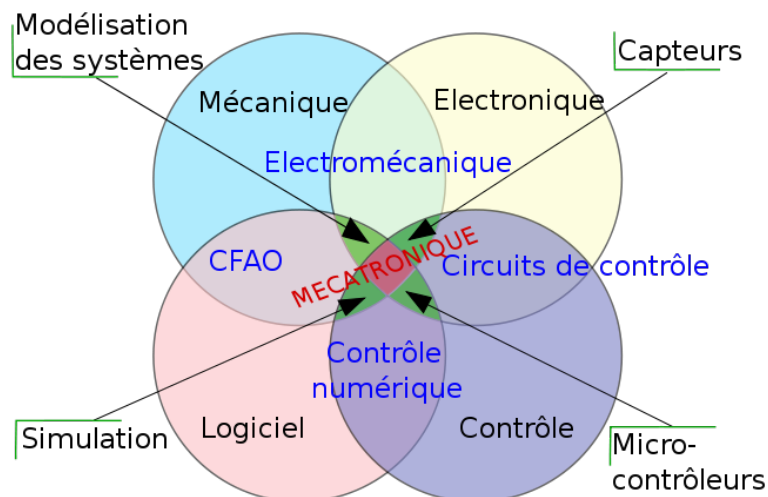 Modélisation
des systèmes
Capteurs
Mécanique
Electronique
Electromécanique
CFAO
MECATRONIQUE
Circuits de contrôle
Contrôle
numérique
Logiciel
Contrôle
Simulation
Micro-
contrôleurs